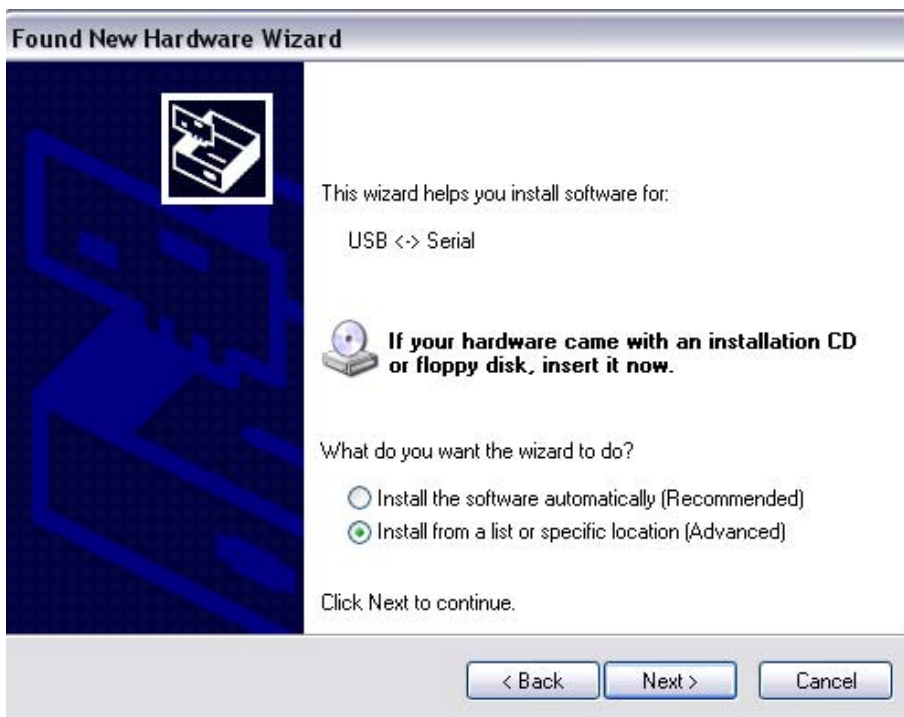 Found New Hardware Wizard
This wizard helps you install software for:
USB <-> Serial
If your hardware came with an installation CD
or floppy disk, insert it now.
What do you want the wizard to do?
Install the software automatically (Recommended)
Install from a list or specific location (Advanced)
Click Next to continue.
< Back Next > Cancel